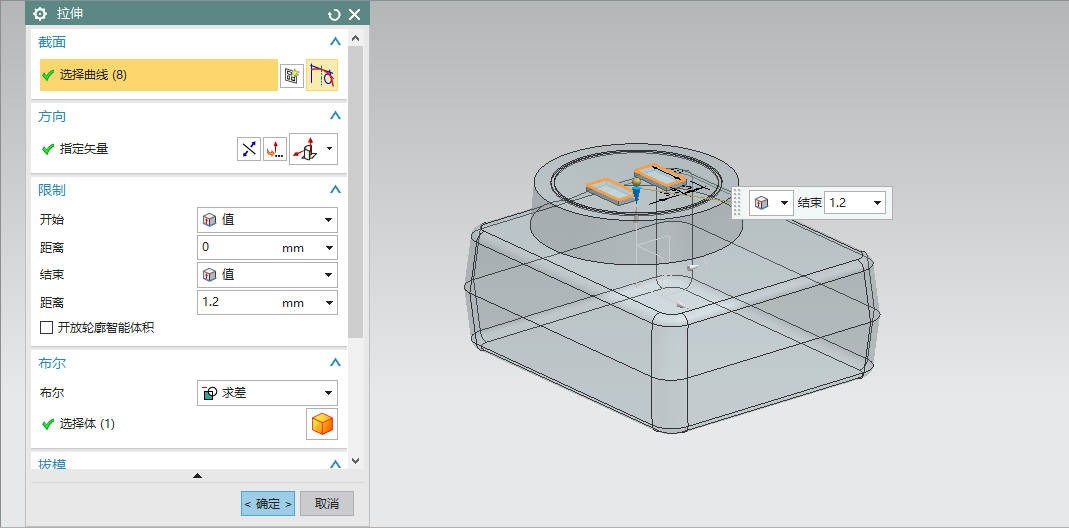 拉伸
截面
选择曲线 (8)
方向
指定矢量
限制
开始 值
距离 0 mm
结束 值
距离 1.2 mm
开放轮廓智能体积
布尔
布尔 求差
选择体 (1)
拔模
< 确定 > 取消
结束 1.2